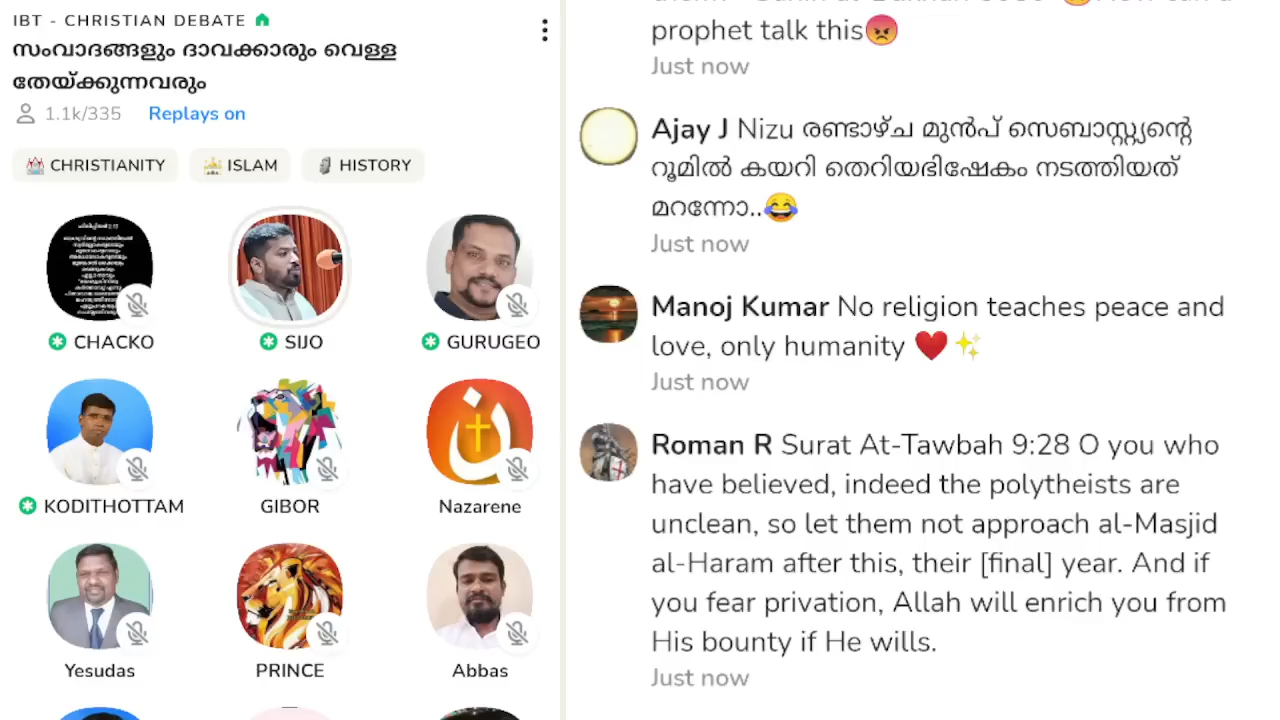 IBT - CHRISTIAN DEBATE
സംവാദങ്ങളും ദാവക്കാരും വെള്ള
തേയ്ക്കുന്നവരും
1.1k/335 Replays on
CHRISTIANITY ISLAM HISTORY
CHACKO SIJO GURUGEO
KODITHOTTAM GIBOR Nazarene
Yesudas PRINCE Abbas
prophet talk this😡
Just now
Ajay J Nizu രണ്ടാഴ്ച മുൻപ് സെബാസ്റ്റ്യന്റെ
റൂമിൽ കയറി തെറിയഭിഷേകം നടത്തിയത്
മറന്നോ..😂
Just now
Manoj Kumar No religion teaches peace and
love, only humanity ❤️✨
Just now
Roman R Surat At-Tawbah 9:28 O you who
have believed, indeed the polytheists are
unclean, so let them not approach al-Masjid
al-Haram after this, their [final] year. And if
you fear privation, Allah will enrich you from
His bounty if He wills.
Just now